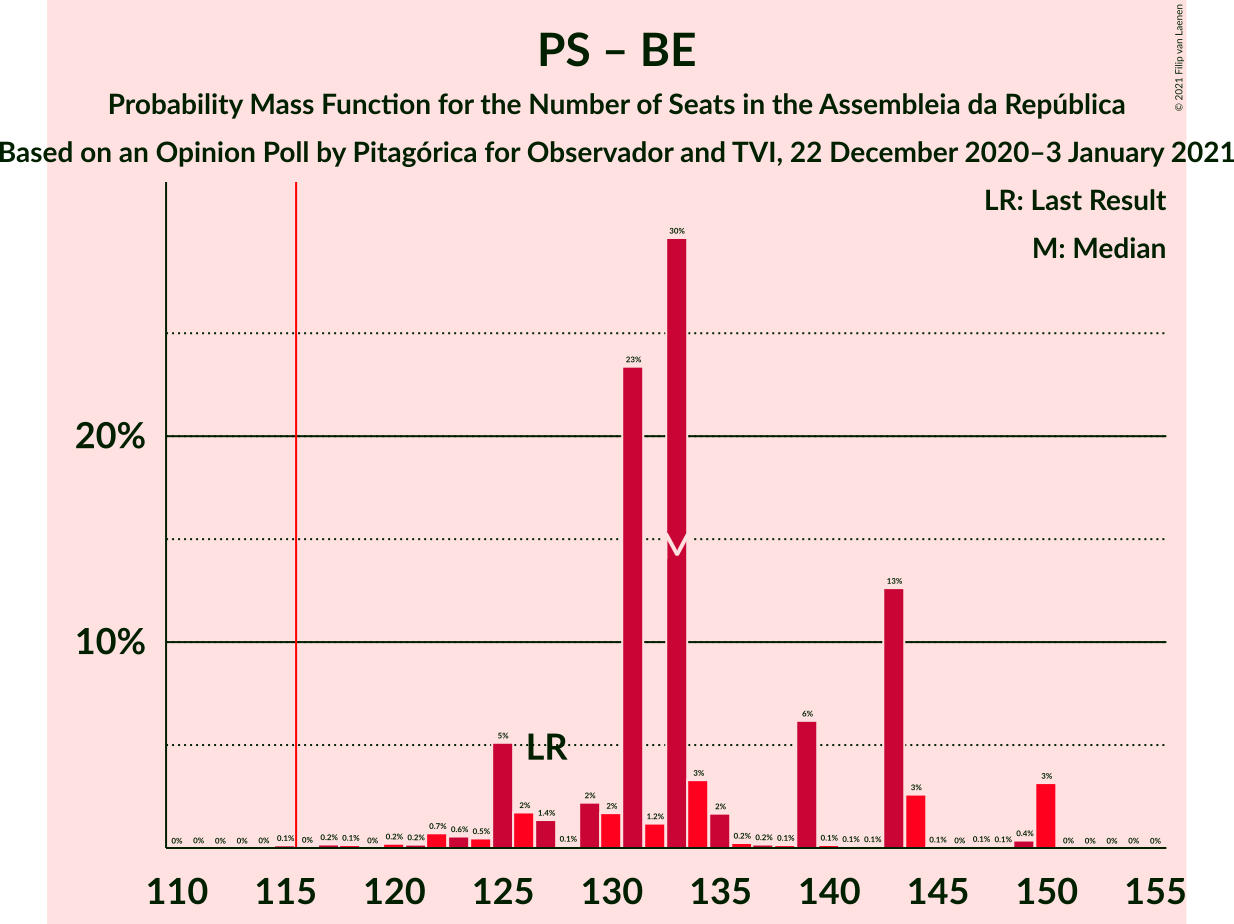 PS – BE
Probability Mass Function for the Number of Seats in the Assembleia da República
Based on an Opinion Poll by Pitagórica for Observador and TVI, 22 December 2020–3 January 2021
© 2021 Filip van Laenen
LR: Last Result
M: Median
20%
10%
0% 0% 0% 0% 0% 0.1% 0% 0.2% 0.1% 0% 0.2% 0.2% 0.7% 0.6% 0.5% 5% 2% 1.4% 0.1% 2% 2% 23% 1.2% 30% 3% 2% 0.2% 0.2% 0.1% 6% 0.1% 0.1% 0.1% 13% 3% 0.1% 0% 0.1% 0.1% 0.4% 3% 0% 0% 0% 0% 0%
LR
M
110 115 120 125 130 135 140 145 150 155